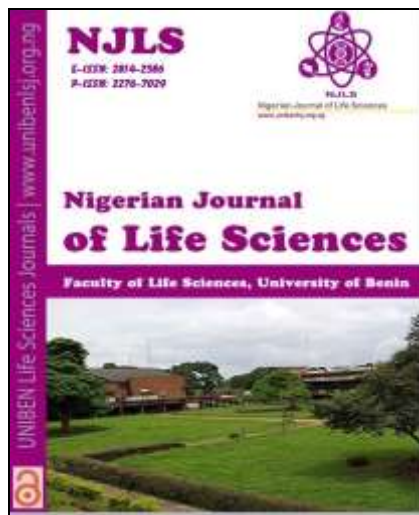 NJLS
E-ISSN: 2814-2586
P-ISSN: 2276-7029
NJLS
Nigerian Journal of Life Sciences
Nigerian Journal
of Life Sciences
Faculty of Life Sciences, University of Benin
UNIBEN Life Sciences Journals | www.unibenlsj.org.ng